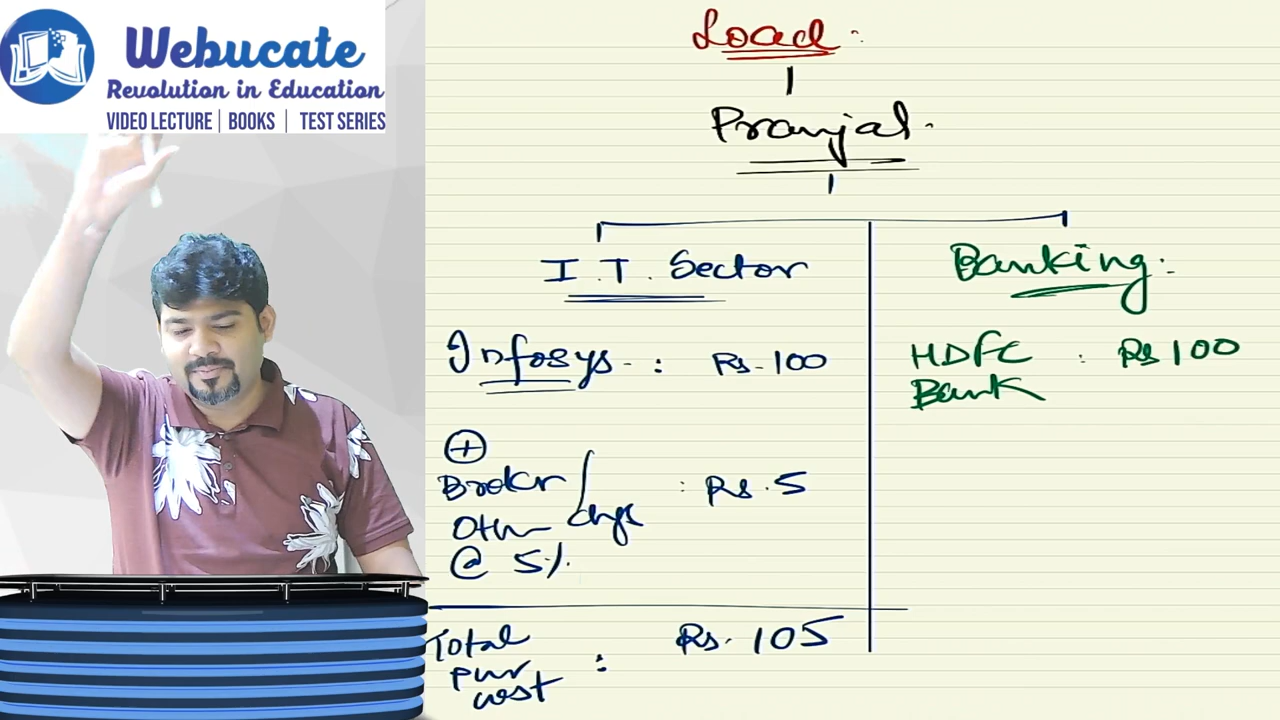 Webucate
Revolution in Education
VIDEO LECTURE | BOOKS | TEST SERIES
Load :
Pranjal.
I.T. Sector
Infosys : Rs. 100
+
Broker
Other chgs : Rs. 5
@ 5%
Total
pur
cost : Rs. 105
Banking :
HDFC : Rs 100
Bank